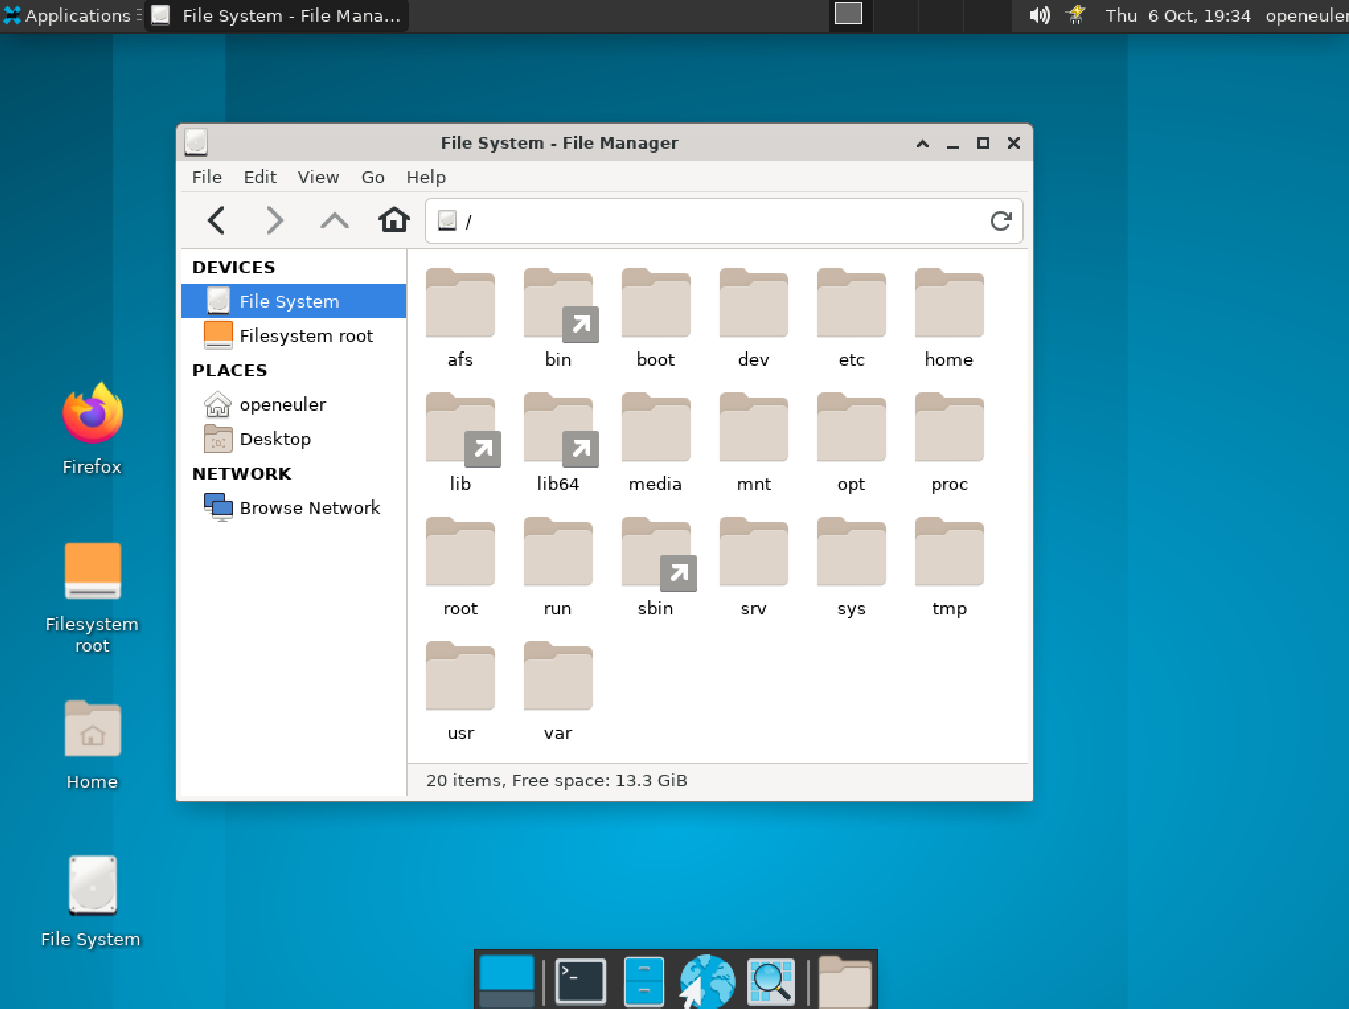 Applications
File System - File Mana...
Thu 6 Oct, 19:34
openeuler
File System - File Manager
File Edit View Go Help
/
DEVICES
File System
Filesystem root
PLACES
openeuler
Desktop
NETWORK
Browse Network
afs bin boot dev etc home
lib lib64 media mnt opt proc
root run sbin srv sys tmp
usr var
20 items, Free space: 13.3 GiB
Firefox
Filesystem
root
Home
File System
>_